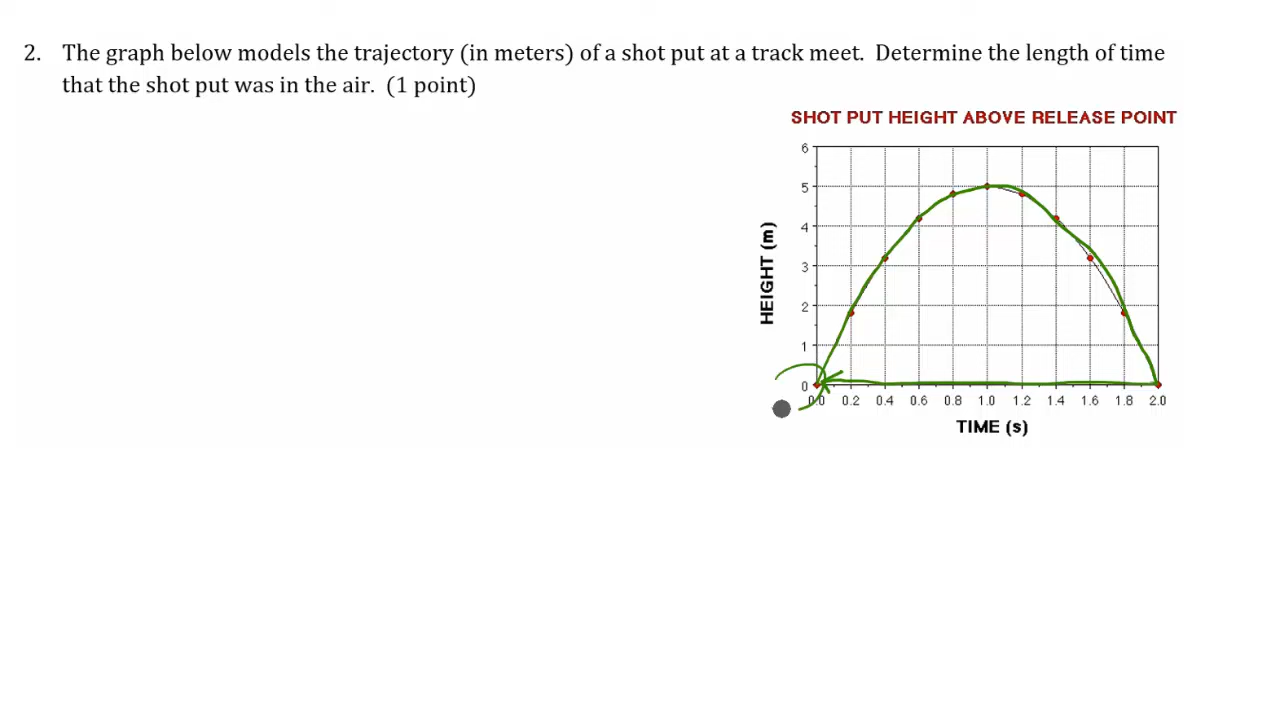 2. The graph below models the trajectory (in meters) of a shot put at a track meet. Determine the length of time
that the shot put was in the air. (1 point)
SHOT PUT HEIGHT ABOVE RELEASE POINT
6
5
4
3
2
1
0
HEIGHT (m)
0.0 0.2 0.4 0.6 0.8 1.0 1.2 1.4 1.6 1.8 2.0
TIME (s)